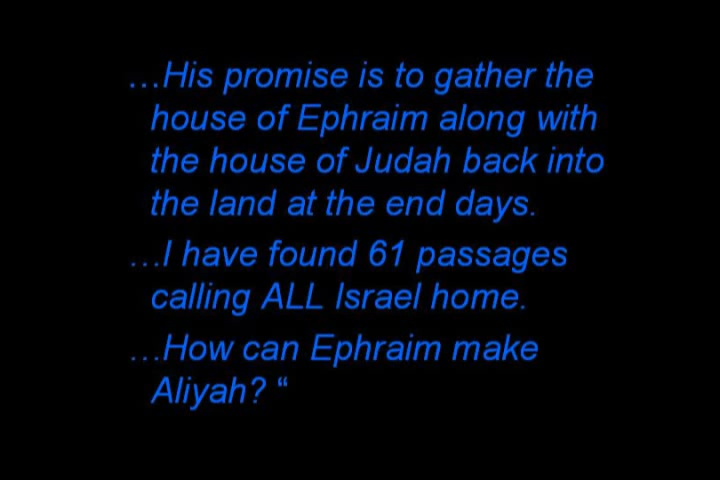 …His promise is to gather the
house of Ephraim along with
the house of Judah back into
the land at the end days.
…I have found 61 passages
calling ALL Israel home.
…How can Ephraim make
Aliyah? “